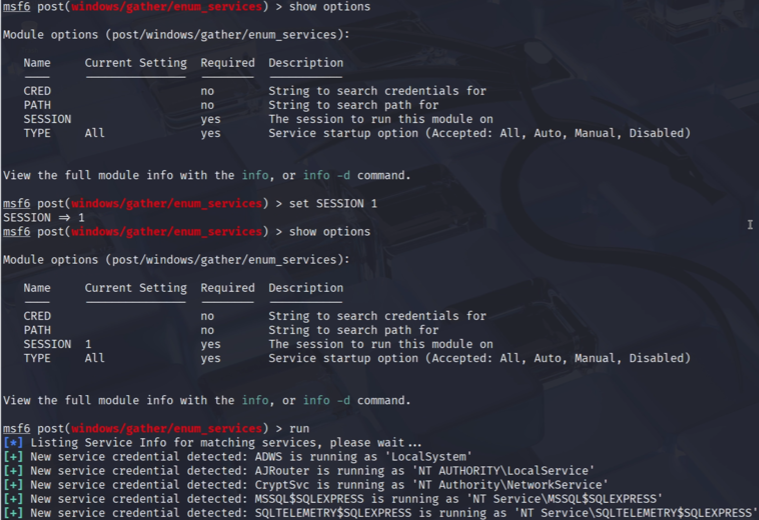 msf6 post(windows/gather/enum_services) > show options
Module options (post/windows/gather/enum_services):
Name Current Setting Required Description
CRED no String to search credentials for
PATH no String to search path for
SESSION yes The session to run this module on
TYPE All yes Service startup option (Accepted: All, Auto, Manual, Disabled)
View the full module info with the info, or info -d command.
msf6 post(windows/gather/enum_services) > set SESSION 1
SESSION ⇒ 1
msf6 post(windows/gather/enum_services) > show options
Module options (post/windows/gather/enum_services):
Name Current Setting Required Description
CRED no String to search credentials for
PATH no String to search path for
SESSION 1 yes The session to run this module on
TYPE All yes Service startup option (Accepted: All, Auto, Manual, Disabled)
View the full module info with the info, or info -d command.
msf6 post(windows/gather/enum_services) > run
[*] Listing Service Info for matching services, please wait...
[+] New service credential detected: ADWS is running as 'LocalSystem'
[+] New service credential detected: AJRouter is running as 'NT AUTHORITY\LocalService'
[+] New service credential detected: CryptSvc is running as 'NT Authority\NetworkService'
[+] New service credential detected: MSSQL$SQLEXPRESS is running as 'NT Service\MSSQL$SQLEXPRESS'
[+] New service credential detected: SQLTELEMETRY$SQLEXPRESS is running as 'NT Service\SQLTELEMETRY$SQLEXPRESS'